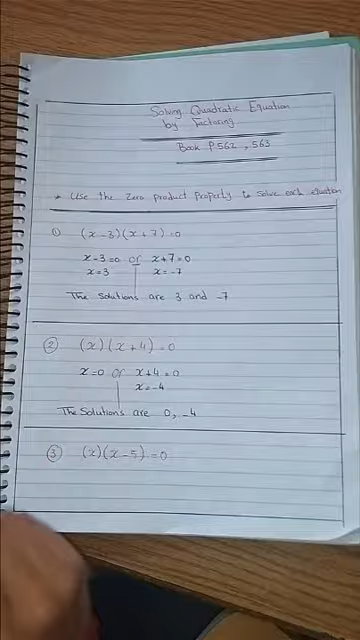 Solving Quadratic Equation
by Factoring
Book P.562, 563
* Use the Zero product property to solve each equation
① (x-3)(x+7)=0
x-3=0 or x+7=0
x=3 x=-7
The solutions are 3 and -7
② (x)(x+4)=0
x=0 or x+4=0
x=-4
The Solutions are 0, -4
③ (x)(x-5)=0